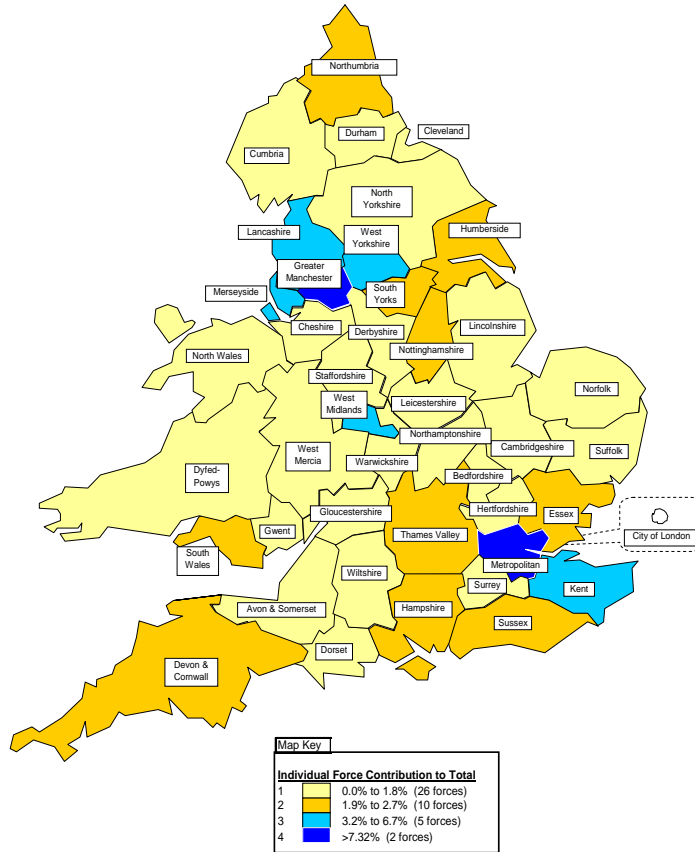 Northumbria
Cleveland
Durham
Cumbria
North
Yorkshire
Lancashire
West
Yorkshire
Humberside
Greater
Manchester
Merseyside
South
Yorks
Cheshire
Derbyshire
Lincolnshire
North Wales
Nottinghamshire
Staffordshire
Norfolk
West
Midlands
Leicestershire
Northamptonshire
West
Mercia
Warwickshire
Cambridgeshire
Suffolk
Dyfed-
Powys
Bedfordshire
Gloucestershire
Hertfordshire
Essex
Gwent
Thames Valley
City of London
South
Wales
Metropolitan
Wiltshire
Surrey
Kent
Avon & Somerset
Hampshire
Sussex
Dorset
Devon &
Cornwall
Map Key
Individual Force Contribution to Total
1 0.0% to 1.8% (26 forces)
2 1.9% to 2.7% (10 forces)
3 3.2% to 6.7% (5 forces)
4 >7.32% (2 forces)